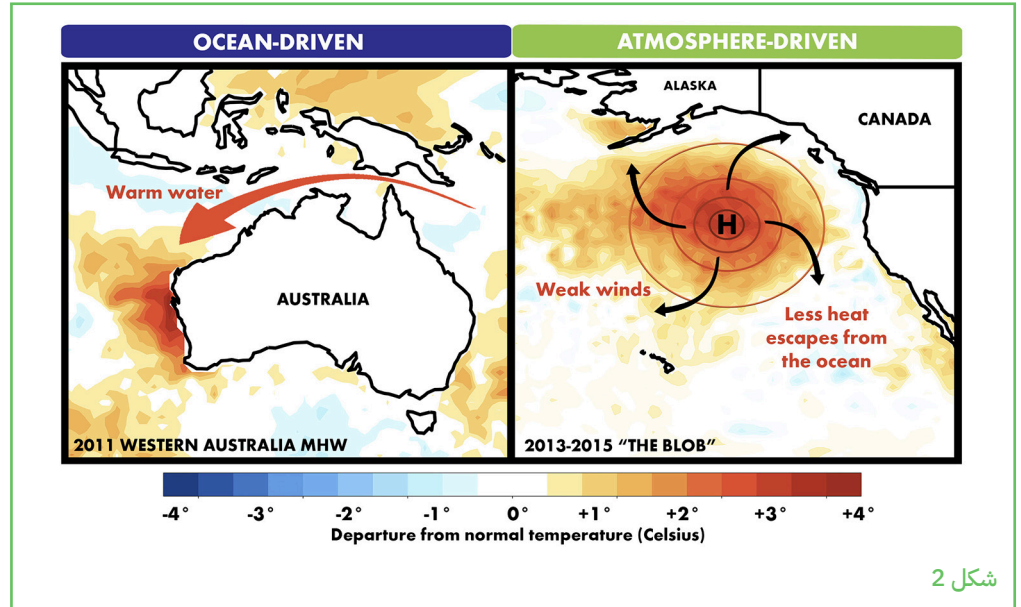 OCEAN-DRIVEN
ATMOSPHERE-DRIVEN
Warm water
AUSTRALIA
2011 WESTERN AUSTRALIA MHW
ALASKA
CANADA
H
Weak winds
Less heat
escapes from
the ocean
2013-2015 “THE BLOB”
-4° -3° -2° -1° 0° +1° +2° +3° +4°
Departure from normal temperature (Celsius)
شكل 2